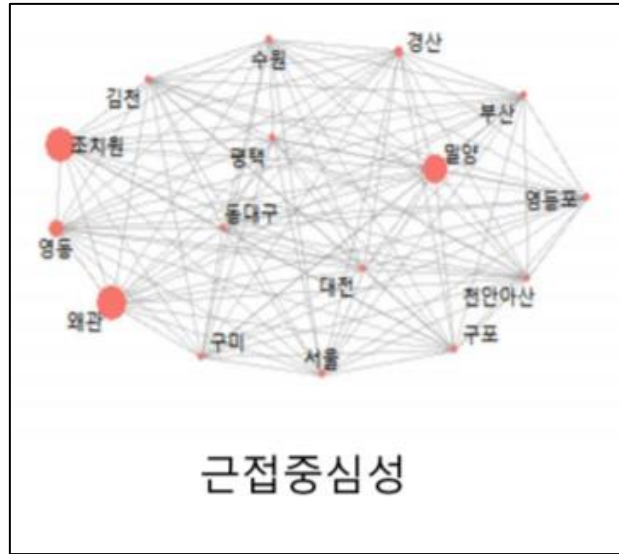 수원
경산
김천
부산
조치원
평택
밀양
영등포
동대구
영동
대전
천안아산
왜관
구미
서울
구포
근접중심성